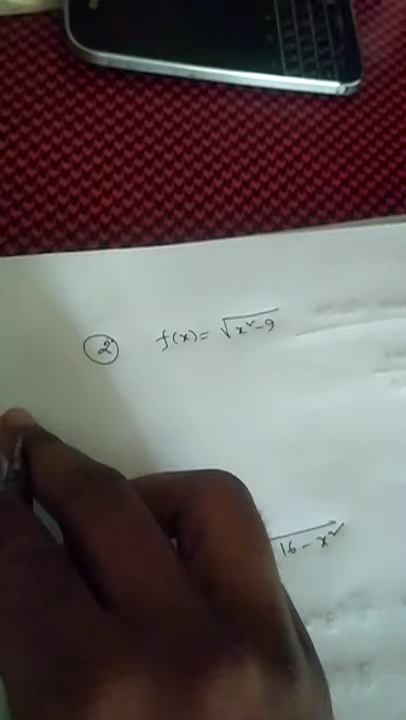 ② f(x) = √(x²-9)
16 - x²